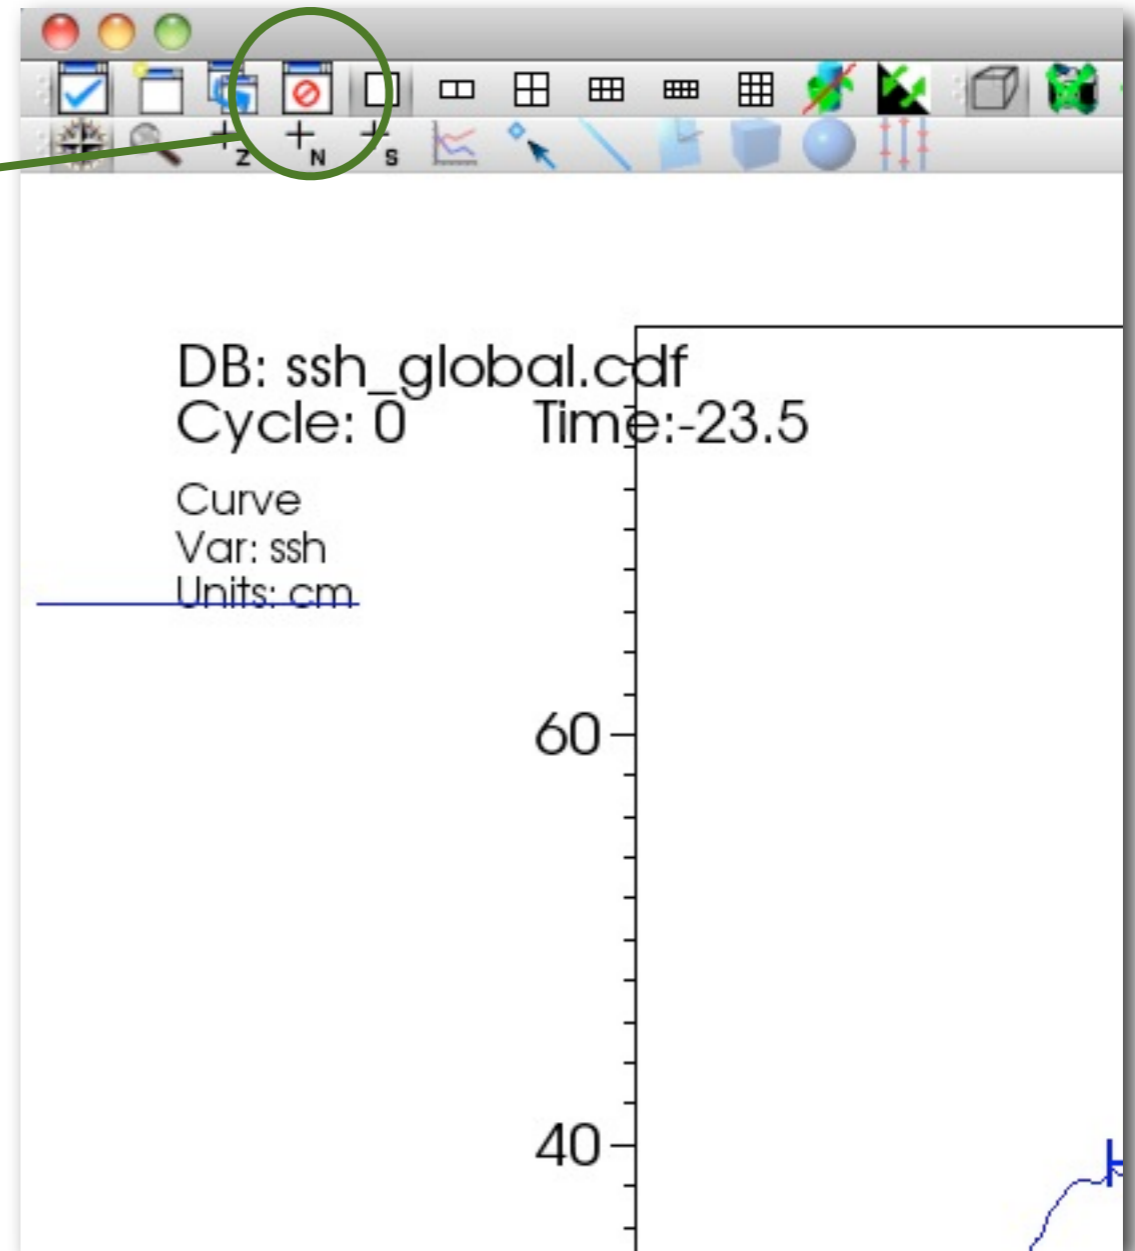 Z N S
DB: ssh_global.cdf
Cycle: 0 Time:-23.5
Curve
Var: ssh
Units: cm
60
40
H